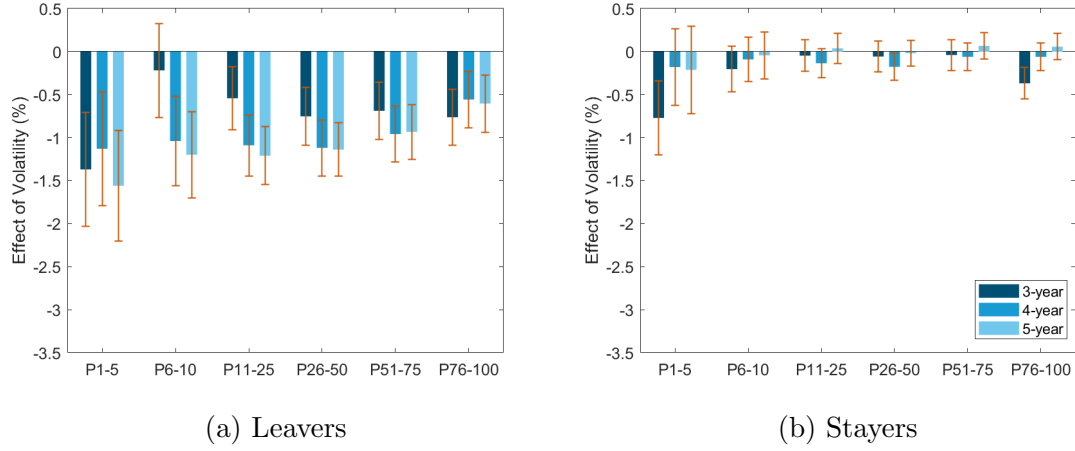 0.5
0
-0.5
-1
-1.5
-2
-2.5
-3
-3.5
Effect of Volatility (%)
P1-5 P6-10 P11-25 P26-50 P51-75 P76-100
(a) Leavers
0.5
0
-0.5
-1
-1.5
-2
-2.5
-3
-3.5
Effect of Volatility (%)
3-year
4-year
5-year
P1-5 P6-10 P11-25 P26-50 P51-75 P76-100
(b) Stayers